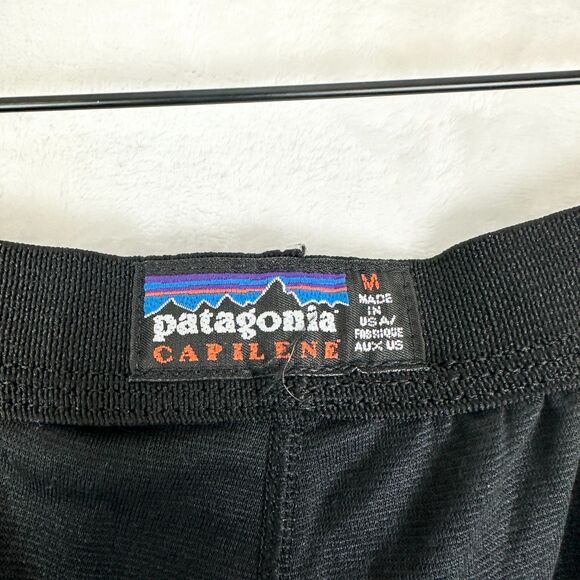 patagonia
CAPILENE
M
MADE
IN
USA/
FABRIQUE
AUX US